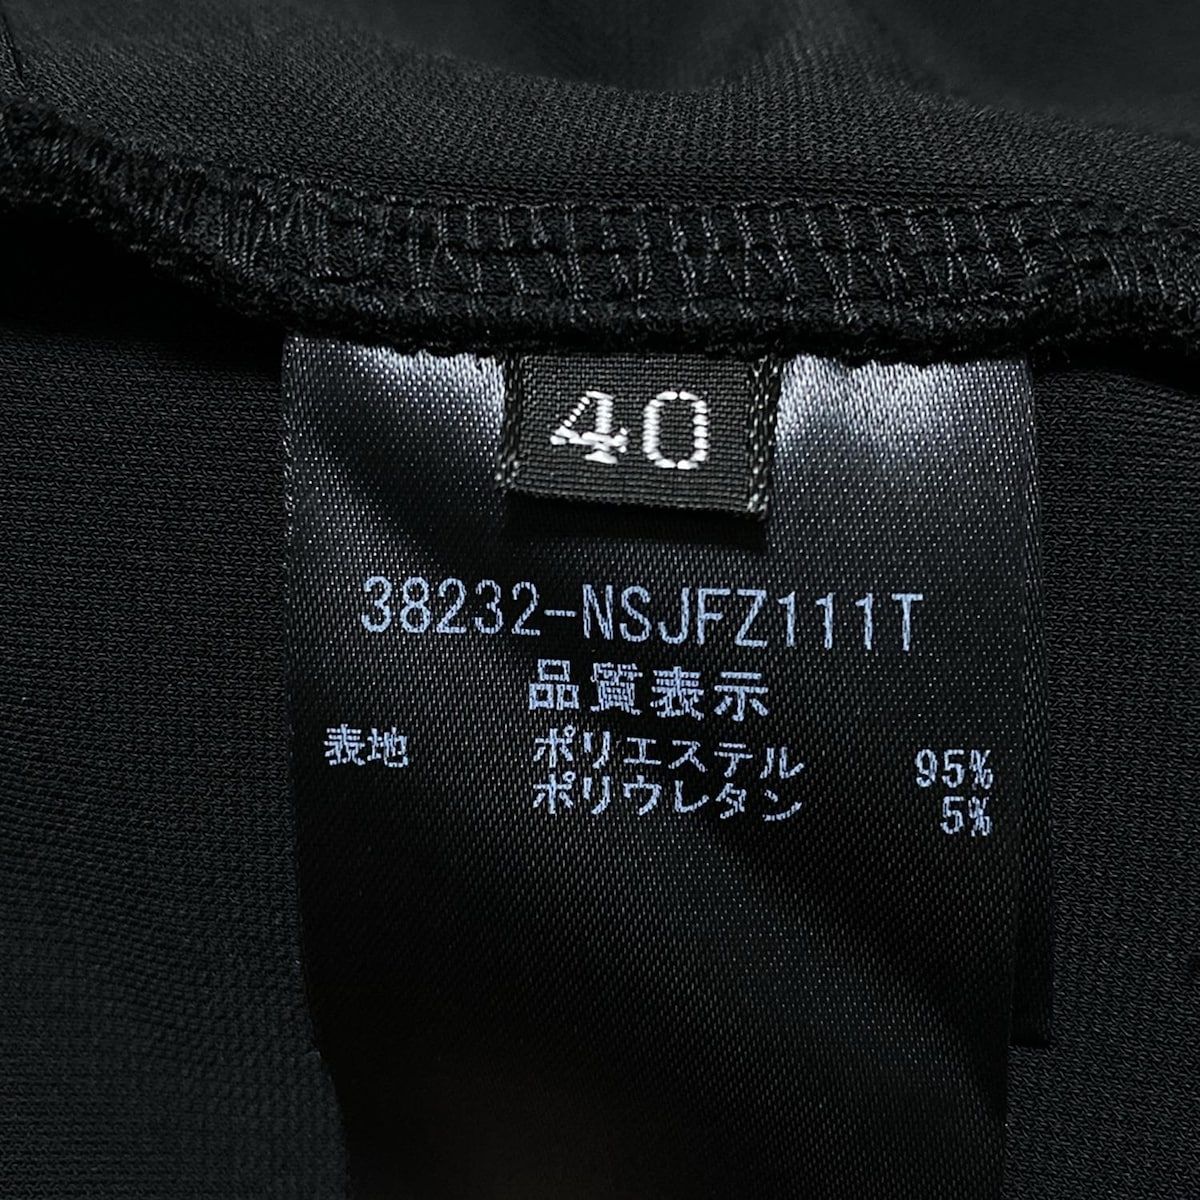 40
38232-NSJFZ111T
品質表示
表地 ポリエステル 95%
ポリウレタン 5%